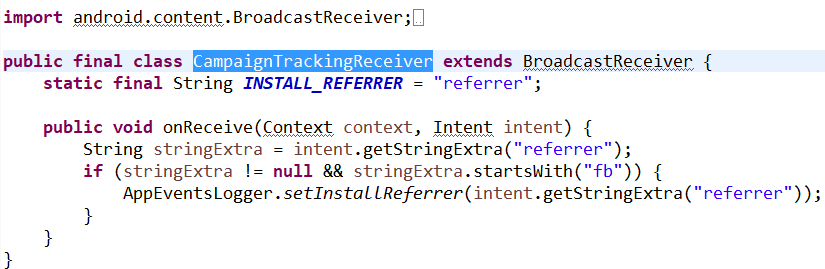 import android.content.BroadcastReceiver;
public final class CampaignTrackingReceiver extends BroadcastReceiver {
static final String INSTALL_REFERRER = "referrer";
public void onReceive(Context context, Intent intent) {
String stringExtra = intent.getStringExtra("referrer");
if (stringExtra != null && stringExtra.startsWith("fb")) {
AppEventsLogger.setInstallReferrer(intent.getStringExtra("referrer"));
}
}
}